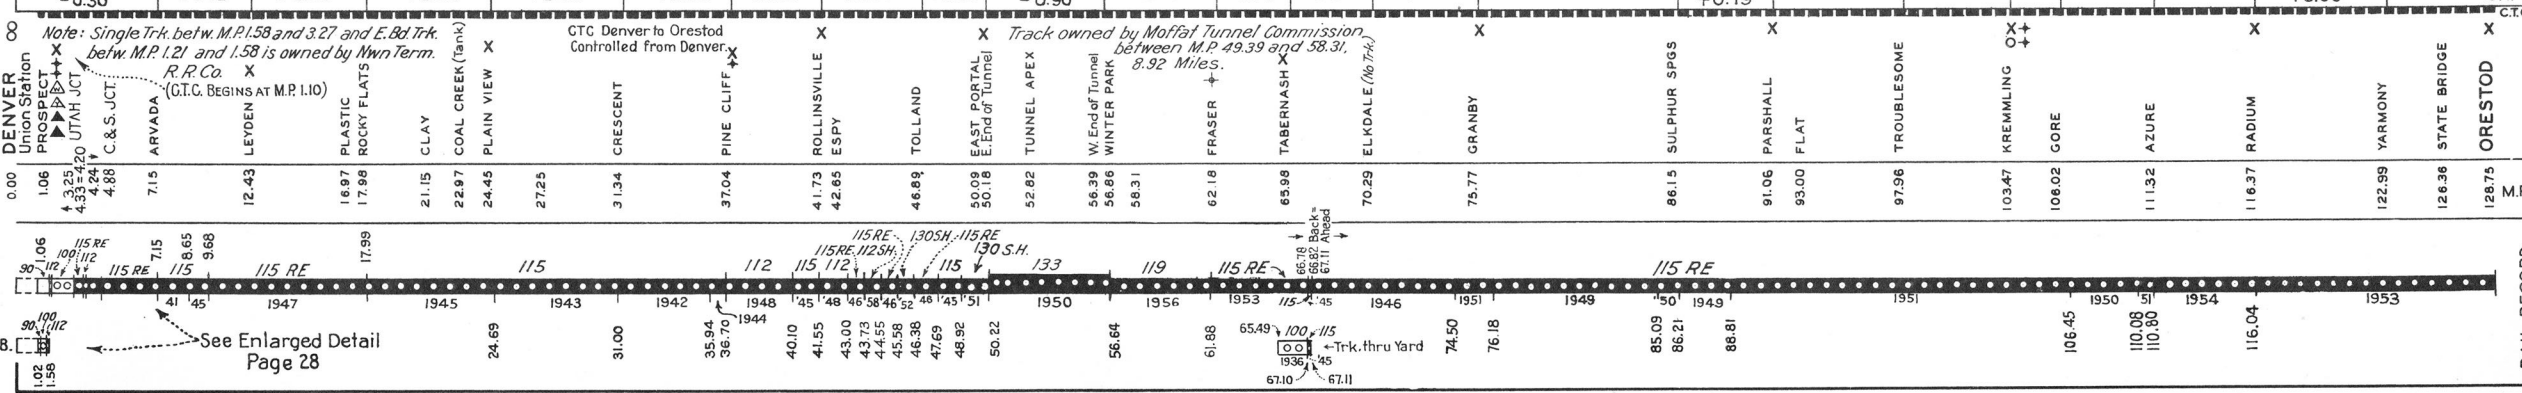 Note: Single Trk. betw. M.P. 1.58 and 3.27 and E.Bd Trk.
betw. M.P. 1.21 and 1.58 is owned by Nwn Term.
R.R. Co.
(C.T.C. BEGINS AT M.P. 1.10)
CTC Denver to Orestod
Controlled from Denver.
Track owned by Moffat Tunnel Commission
between M.P. 49.39 and 58.31,
8.92 Miles.
C.T.C.
DENVER
Union Station
PROSPECT
UTAH JCT
C.&S. JCT.
ARVADA
LEYDEN
PLASTIC
ROCKY FLATS
CLAY
COAL CREEK (Tank)
PLAIN VIEW
CRESCENT
PINE CLIFF
ROLLINSVILLE
ESPY
TOLLAND
EAST PORTAL
E. End of Tunnel
TUNNEL APEX
W. End of Tunnel
WINTER PARK
FRASER
TABERNASH
ELKDALE (No Trk.)
GRANBY
SULPHUR SPGS
PARSHALL
FLAT
TROUBLESOME
KREMMLING
GORE
AZURE
RADIUM
YARMONY
STATE BRIDGE
ORESTOD
0.00 1.06 3.25 4.33=4.20 4.24 4.88 7.15 12.43 16.97 17.98 21.15 22.97 24.45 27.25 31.34 37.04 41.73 42.65 46.89 50.09 50.18 52.82 56.39 56.86 58.31 62.18 65.98 70.29 75.77 86.15 91.06 93.00 97.96 103.47 106.02 111.32 116.37 122.99 126.36 128.75 M.P.
1.06 7.15 8.65 9.68 17.99 66.78 66.82 Back= 67.11 Ahead
115 RE 112 SH. 115 RE 130 SH. 115 RE 130 S.H.
90 112 100 115 RE 112 115 RE 115 115 RE 115 112 115 112 115 133 119 115 RE 115 RE
41 45 1947 1945 1943 1942 1948 '45 '48 '46 '58 '46 '52 '46 '45 '51 1950 1956 1953 115 '45 1946 1951 1949 '50 1949 1951 1950 51 1954 1953
1944
90 100 112
See Enlarged Detail
Page 28
24.69 31.00 35.94 36.70 40.10 41.55 43.00 43.73 44.55 45.58 46.38 47.69 48.92 50.22 56.64 61.88 74.50 76.18 85.09 86.21 88.81 106.45 110.08 110.80 116.04
65.49 100 115
←Trk. thru Yard
1936 '45
67.10 67.11
1.02 1.58